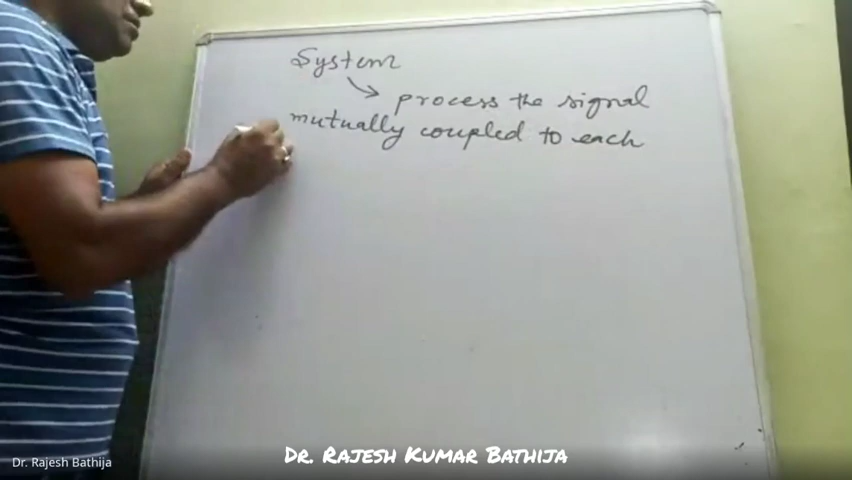 System
process the signal
mutually coupled to each
Dr. Rajesh Kumar Bathija
Dr. Rajesh Bathija